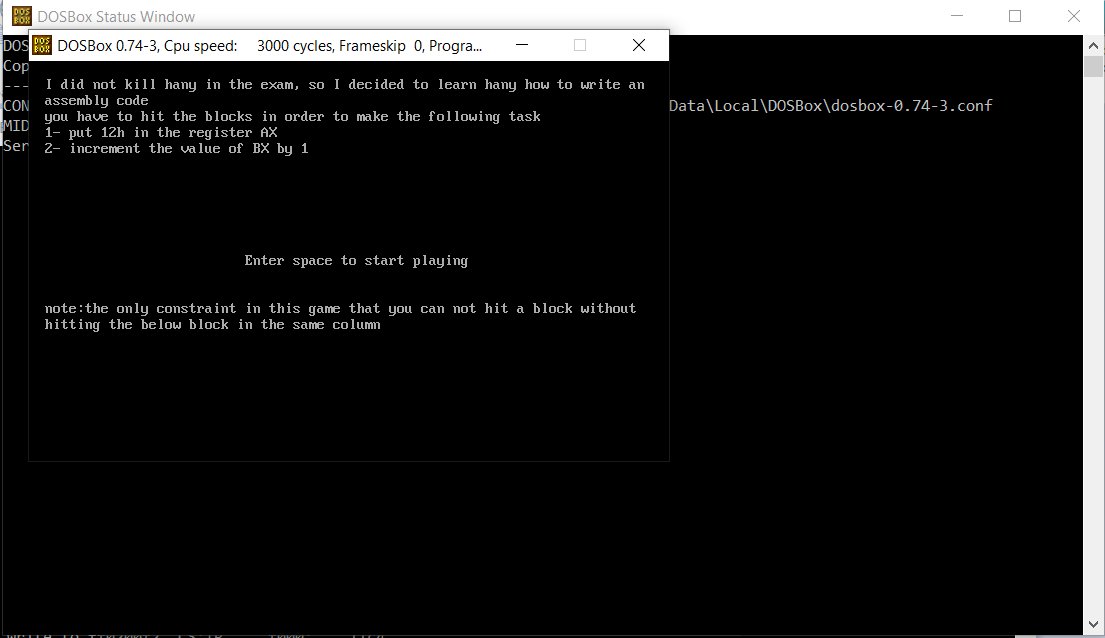 DOSBox Status Window
DOSBox 0.74-3, Cpu speed: 3000 cycles, Frameskip 0, Progra...
DOS
Cop
---
CON
Data\Local\DOSBox\dosbox-0.74-3.conf
MID
Ser
I did not kill hany in the exam, so I decided to learn hany how to write an
assembly code
you have to hit the blocks in order to make the following task
1- put 12h in the register AX
2- increment the value of BX by 1
Enter space to start playing
note:the only constraint in this game that you can not hit a block without
hitting the below block in the same column